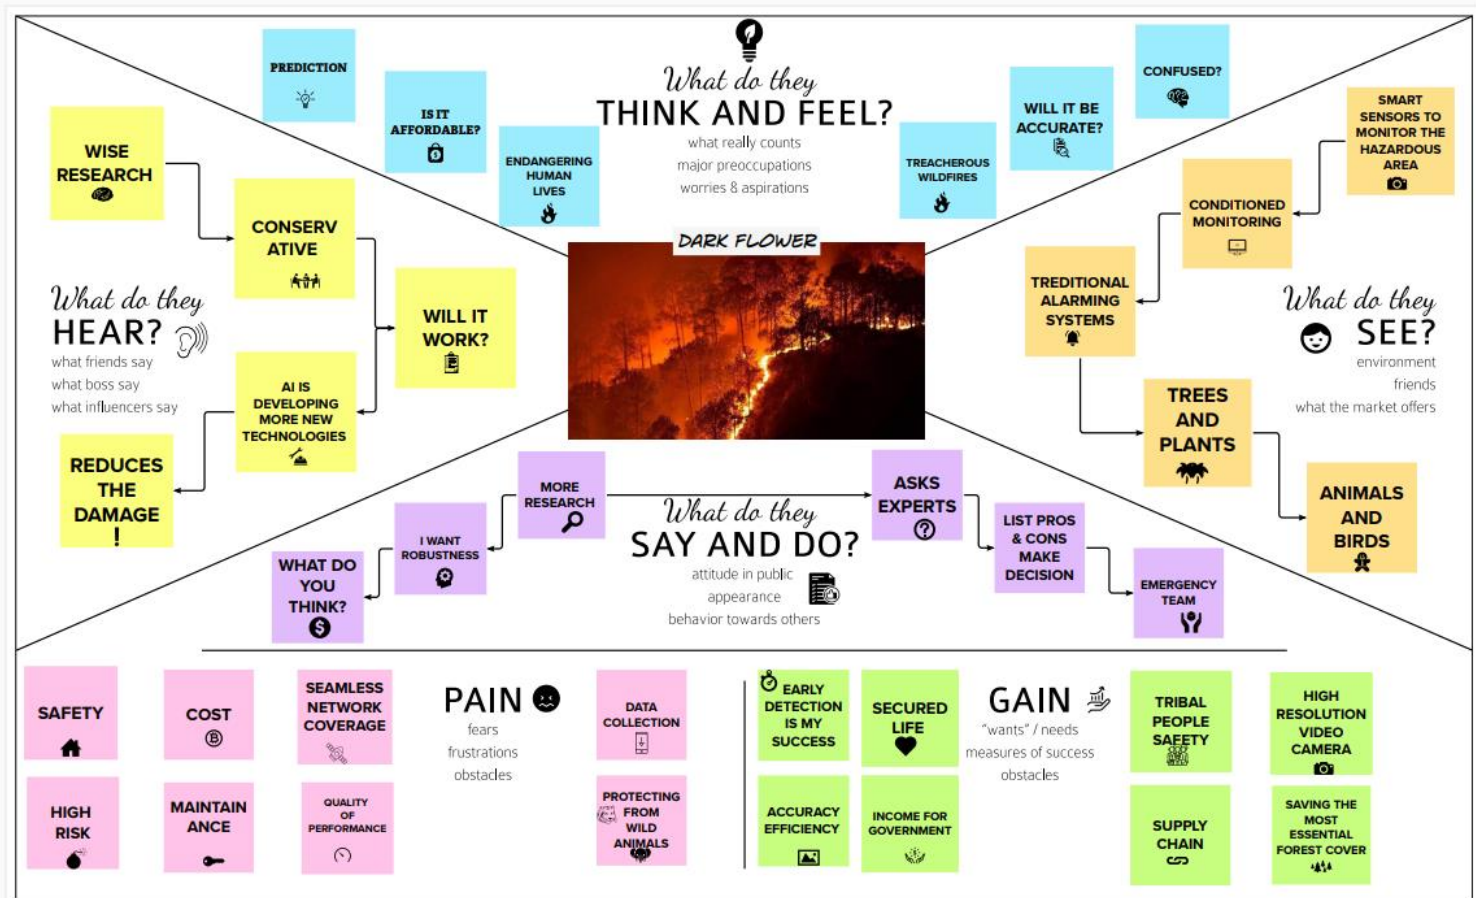 What do they
THINK AND FEEL?
what really counts
major preoccupations
worries & aspirations
PREDICTION
IS IT
AFFORDABLE?
ENDANGERING
HUMAN
LIVES
TREACHEROUS
WILDFIRES
WILL IT BE
ACCURATE?
CONFUSED?
What do they
HEAR?
what friends say
what boss say
what influencers say
WISE
RESEARCH
CONSERV
ATIVE
WILL IT
WORK?
AI IS
DEVELOPING
MORE NEW
TECHNOLOGIES
REDUCES
THE
DAMAGE
!
DARK FLOWER
What do they
SEE?
environment
friends
what the market offers
SMART
SENSORS TO
MONITOR THE
HAZARDOUS
AREA
CONDITIONED
MONITORING
TREDITIONAL
ALARMING
SYSTEMS
TREES
AND
PLANTS
ANIMALS
AND
BIRDS
What do they
SAY AND DO?
attitude in public
appearance
behavior towards others
MORE
RESEARCH
I WANT
ROBUSTNESS
WHAT DO
YOU
THINK?
ASKS
EXPERTS
LIST PROS
& CONS
MAKE
DECISION
EMERGENCY
TEAM
PAIN
fears
frustrations
obstacles
SAFETY
COST
SEAMLESS
NETWORK
COVERAGE
DATA
COLLECTION
HIGH
RISK
MAINTAIN
ANCE
QUALITY
OF
PERFORMANCE
PROTECTING
FROM
WILD
ANIMALS
GAIN
"wants" / needs
measures of success
obstacles
EARLY
DETECTION
IS MY
SUCCESS
SECURED
LIFE
TRIBAL
PEOPLE
SAFETY
HIGH
RESOLUTION
VIDEO
CAMERA
ACCURACY
EFFICIENCY
INCOME FOR
GOVERNMENT
SUPPLY
CHAIN
SAVING THE
MOST
ESSENTIAL
FOREST COVER